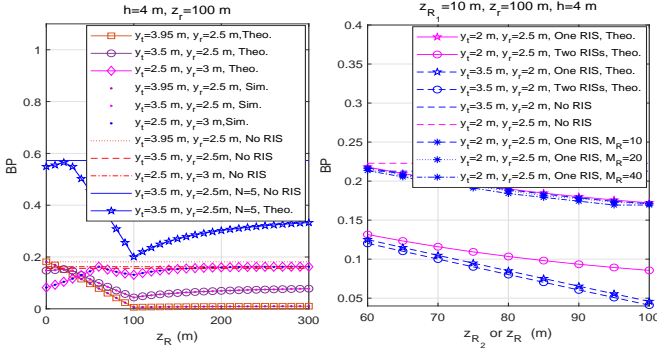 h=4 m, z_r=100 m
y_t=3.95 m, y_r=2.5 m,Theo.
y_t=3.5 m, y_r=2.5 m, Theo.
y_t=2.5 m, y_r=3 m, Theo.
y_t=3.95 m, y_r=2.5 m, Sim.
y_t=3.5 m, y_r=2.5 m, Sim.
y_t=2.5 m, y_r=3 m,Sim.
y_t=3.95 m, y_r=2.5 m, No RIS
y_t=3.5 m, y_r=2.5m, No RIS
y_t=2.5 m, y_r=3 m, No RIS
y_t=3.5 m, y_r=2.5m, N=5, No RIS
y_t=3.5 m, y_r=2.5m, N=5, Theo.
1
0.8
0.6
0.4
0.2
0
BP
0 100 200 300
z_R (m)
z_{R_1}=10 m, z_r=100 m, h=4 m
y_t=2 m, y_r=2.5 m, One RIS, Theo.
y_t=2 m, y_r=2.5 m, Two RISs, Theo.
y_t=3.5 m, y_r=2 m, One RIS, Theo.
y_t=3.5 m, y_r=2 m, Two RISs, Theo.
y_t=3.5 m, y_r=2 m, No RIS
y_t=2 m, y_r=2.5 m, No RIS
y_t=2 m, y_r=2.5 m, One RIS, M_R=10
y_t=2 m, y_r=2.5 m, One RIS, M_R=20
y_t=2 m, y_r=2.5 m, One RIS, M_R=40
0.4
0.35
0.3
0.25
0.2
0.15
0.1
0.05
BP
60 70 80 90 100
z_{R_2} or z_R (m)